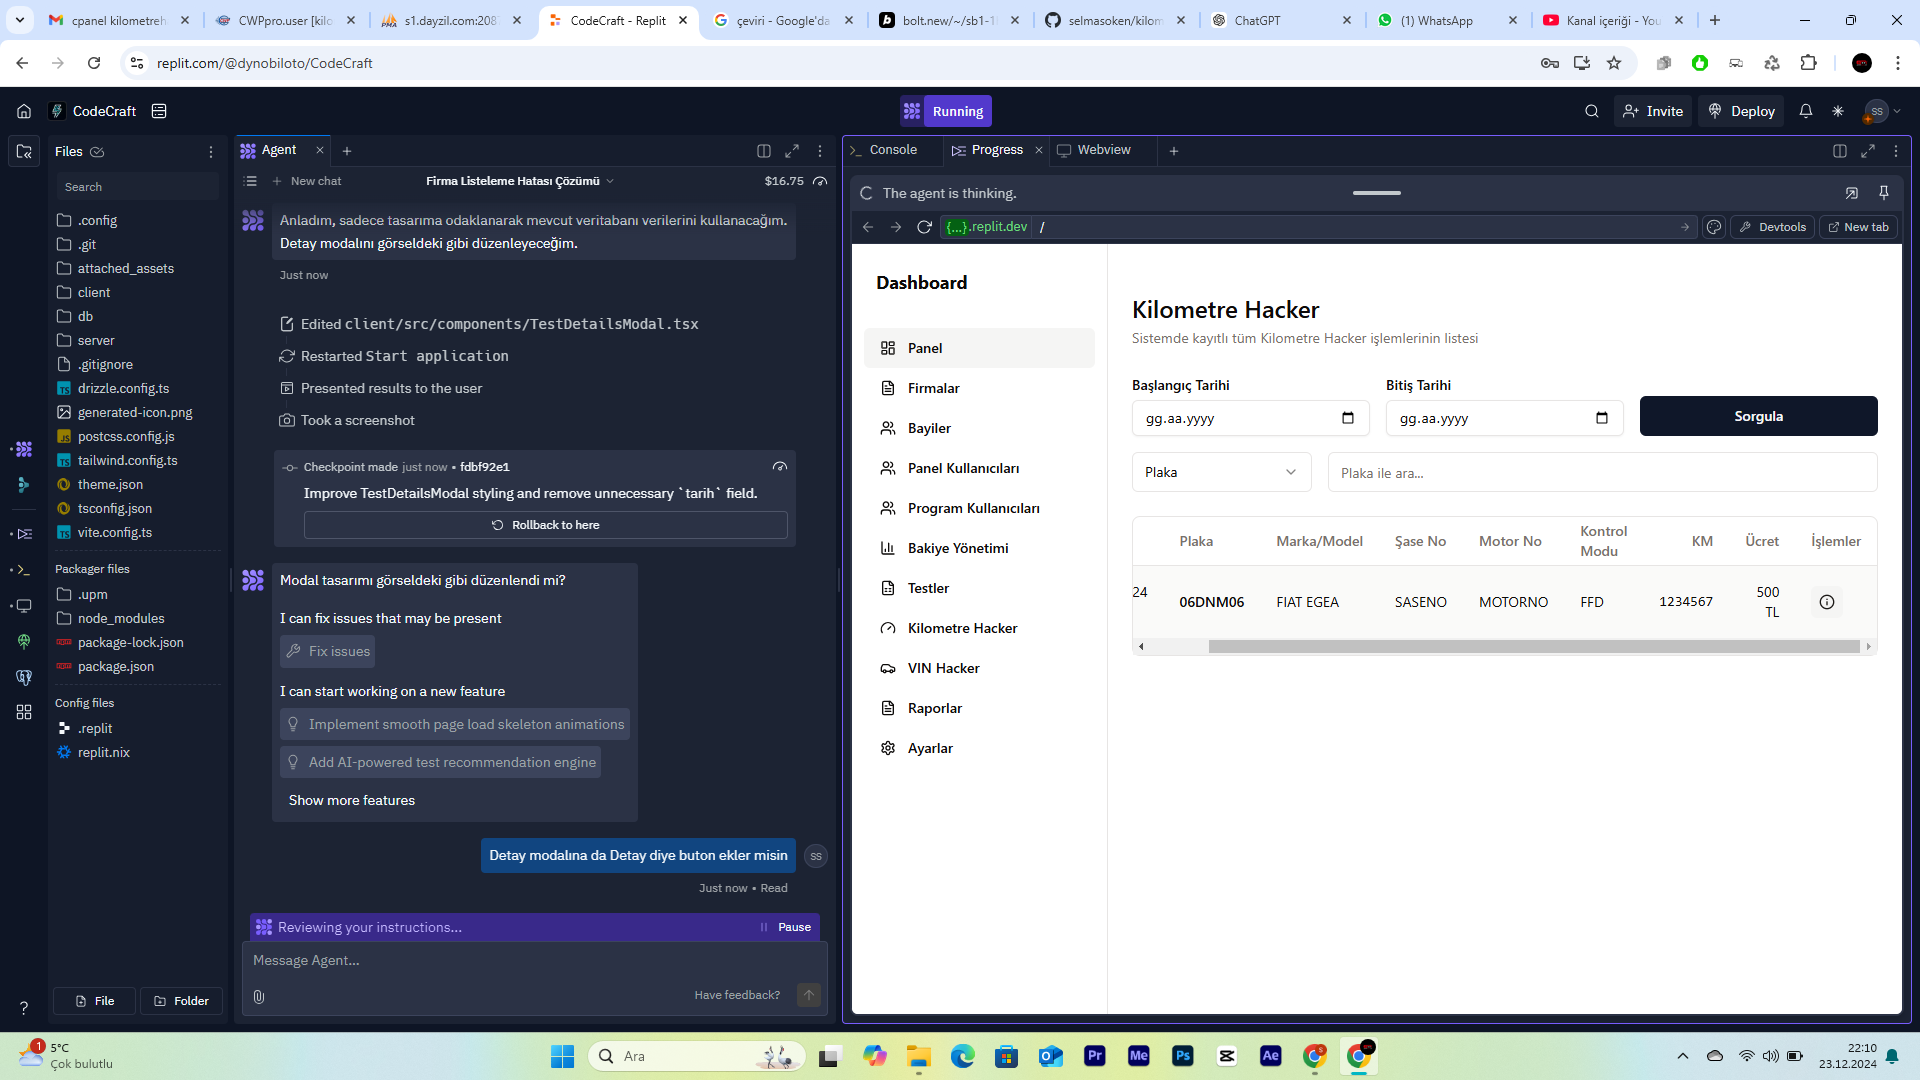 cpanel kilometreh
CWPpro.user [kilo
s1.dayzil.com:208
CodeCraft - Replit
çeviri - Google'da
bolt.new/~/sb1-1
selmasoken/kilom
ChatGPT
(1) WhatsApp
Kanal içeriği - You
replit.com/@dynobiloto/CodeCraft
CodeCraft
Running
Invite
Deploy
SS
Files
Search
.config
.git
attached_assets
client
db
server
.gitignore
drizzle.config.ts
generated-icon.png
postcss.config.js
tailwind.config.ts
theme.json
tsconfig.json
vite.config.ts
Packager files
.upm
node_modules
package-lock.json
package.json
Config files
.replit
replit.nix
File
Folder
Agent
New chat
Firma Listeleme Hatası Çözümü
$16.75
Anladım, sadece tasarıma odaklanarak mevcut veritabanı verilerini kullanacağım.
Detay modalını görseldeki gibi düzenleyeceğim.
Just now
Edited client/src/components/TestDetailsModal.tsx
Restarted Start application
Presented results to the user
Took a screenshot
Checkpoint made just now • fdbf92e1
Improve TestDetailsModal styling and remove unnecessary `tarih` field.
Rollback to here
Modal tasarımı görseldeki gibi düzenlendi mi?
I can fix issues that may be present
Fix issues
I can start working on a new feature
Implement smooth page load skeleton animations
Add AI-powered test recommendation engine
Show more features
Detay modalına da Detay diye buton ekler misin
SS
Just now • Read
Reviewing your instructions...
Pause
Message Agent...
Have feedback?
Console
Progress
Webview
The agent is thinking.
{...}.replit.dev
/
Devtools
New tab
Dashboard
Panel
Firmalar
Bayiler
Panel Kullanıcıları
Program Kullanıcıları
Bakiye Yönetimi
Testler
Kilometre Hacker
VIN Hacker
Raporlar
Ayarlar
Kilometre Hacker
Sistemde kayıtlı tüm Kilometre Hacker işlemlerinin listesi
Başlangıç Tarihi
Bitiş Tarihi
gg.aa.yyyy
gg.aa.yyyy
Sorgula
Plaka
Plaka ile ara...
Plaka
Marka/Model
Şase No
Motor No
Kontrol
Modu
KM
Ücret
İşlemler
24
06DNM06
FIAT EGEA
SASENO
MOTORNO
FFD
1234567
500
TL
1
5°C
Çok bulutlu
Ara
Pr
Me
Ps
Ae
22:10
23.12.2024